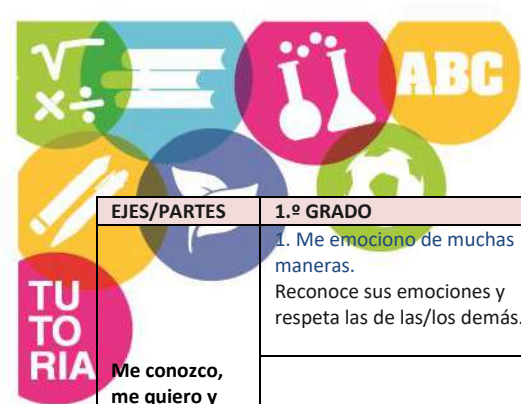 √
×÷
ABC
TU
TO
RIA
EJES/PARTES
1.º GRADO
1. Me emociono de muchas
maneras.
Reconoce sus emociones y
respeta las de las/los demás.
Me conozco,
me quiero y